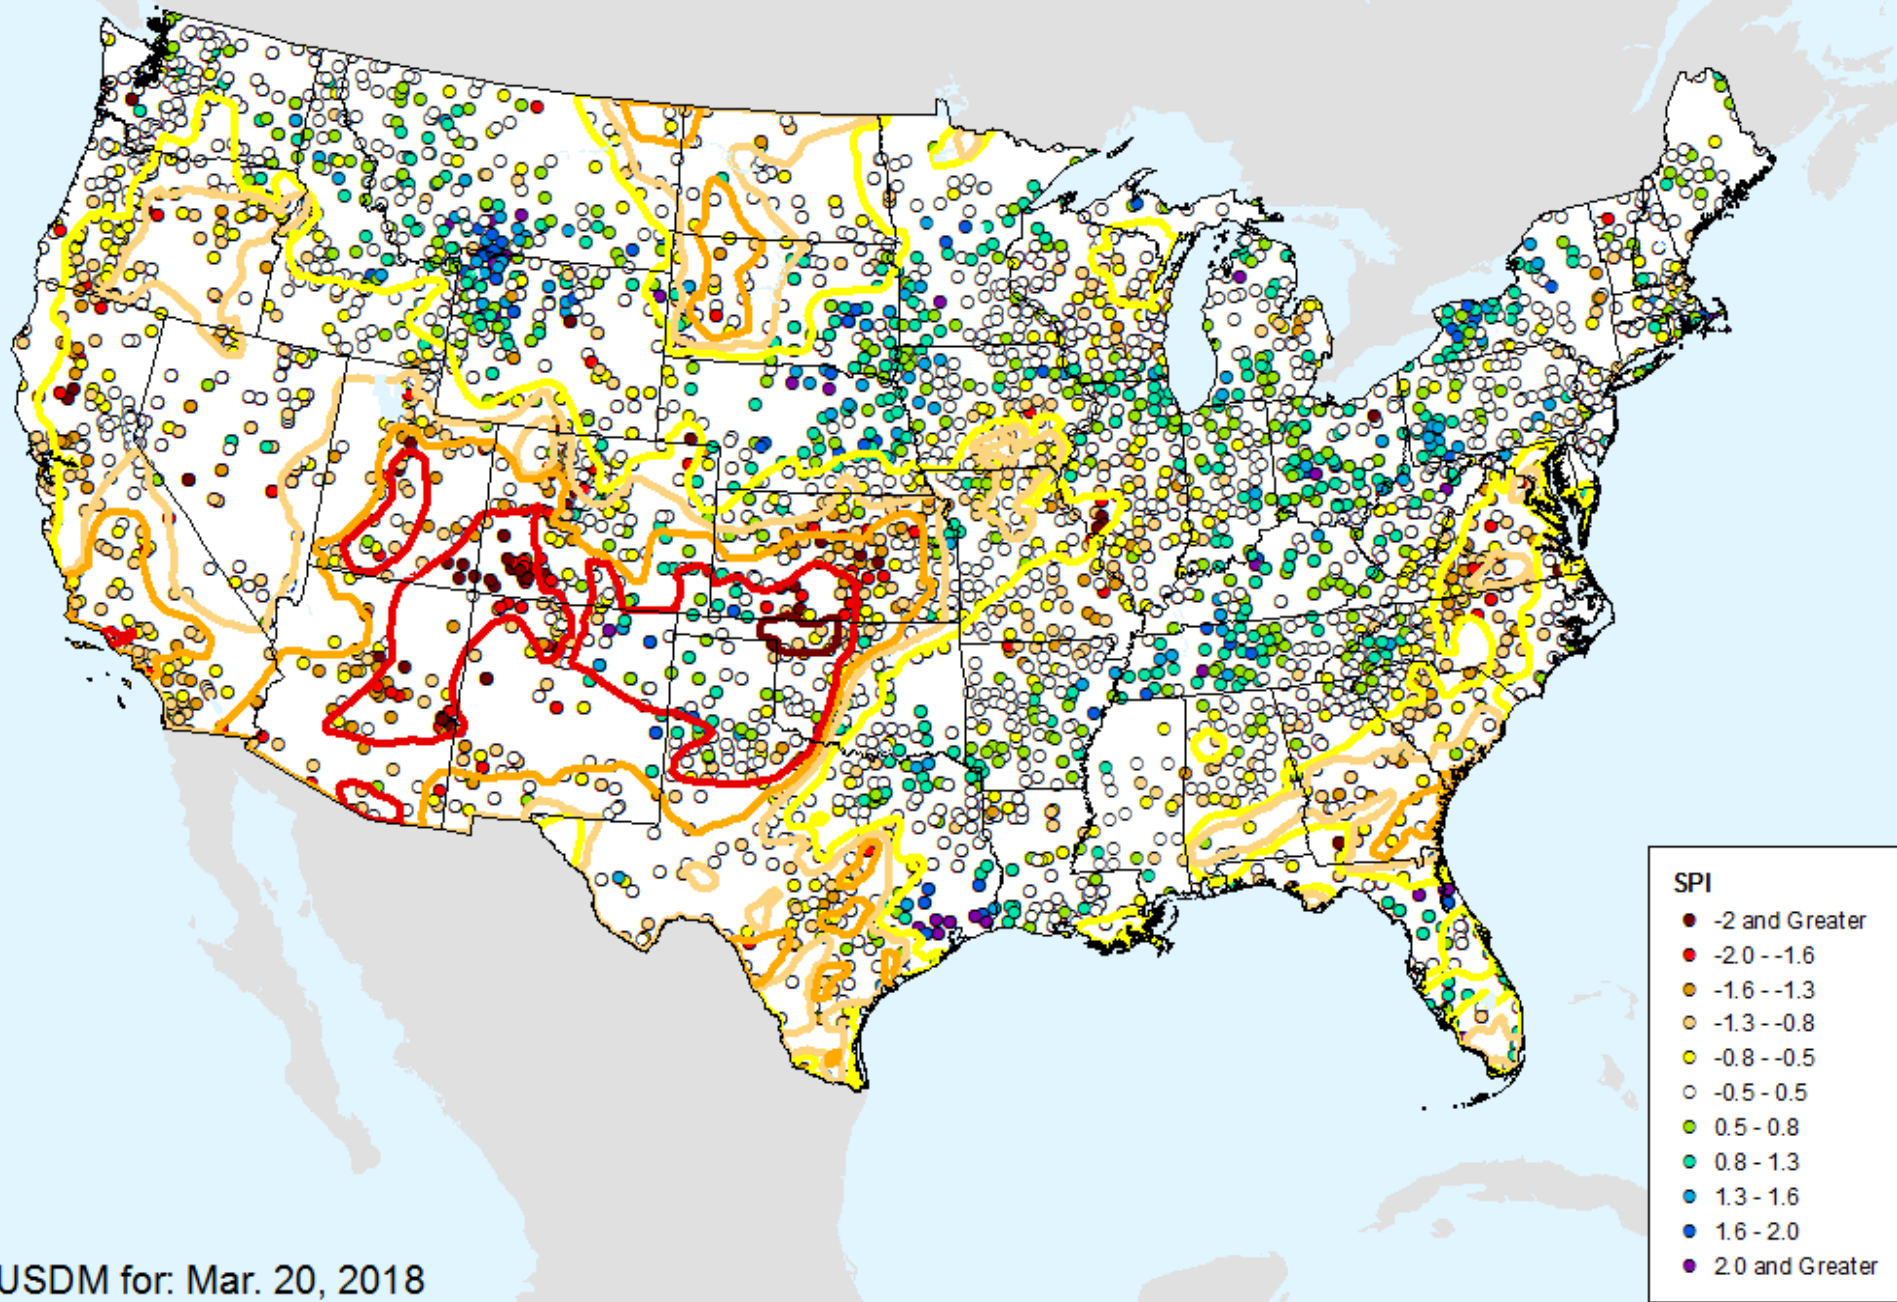 SPI
-2 and Greater
-2.0 - -1.6
-1.6 - -1.3
-1.3 - -0.8
-0.8 - -0.5
-0.5 - 0.5
0.5 - 0.8
0.8 - 1.3
1.3 - 1.6
1.6 - 2.0
2.0 and Greater
USDM for: Mar. 20, 2018